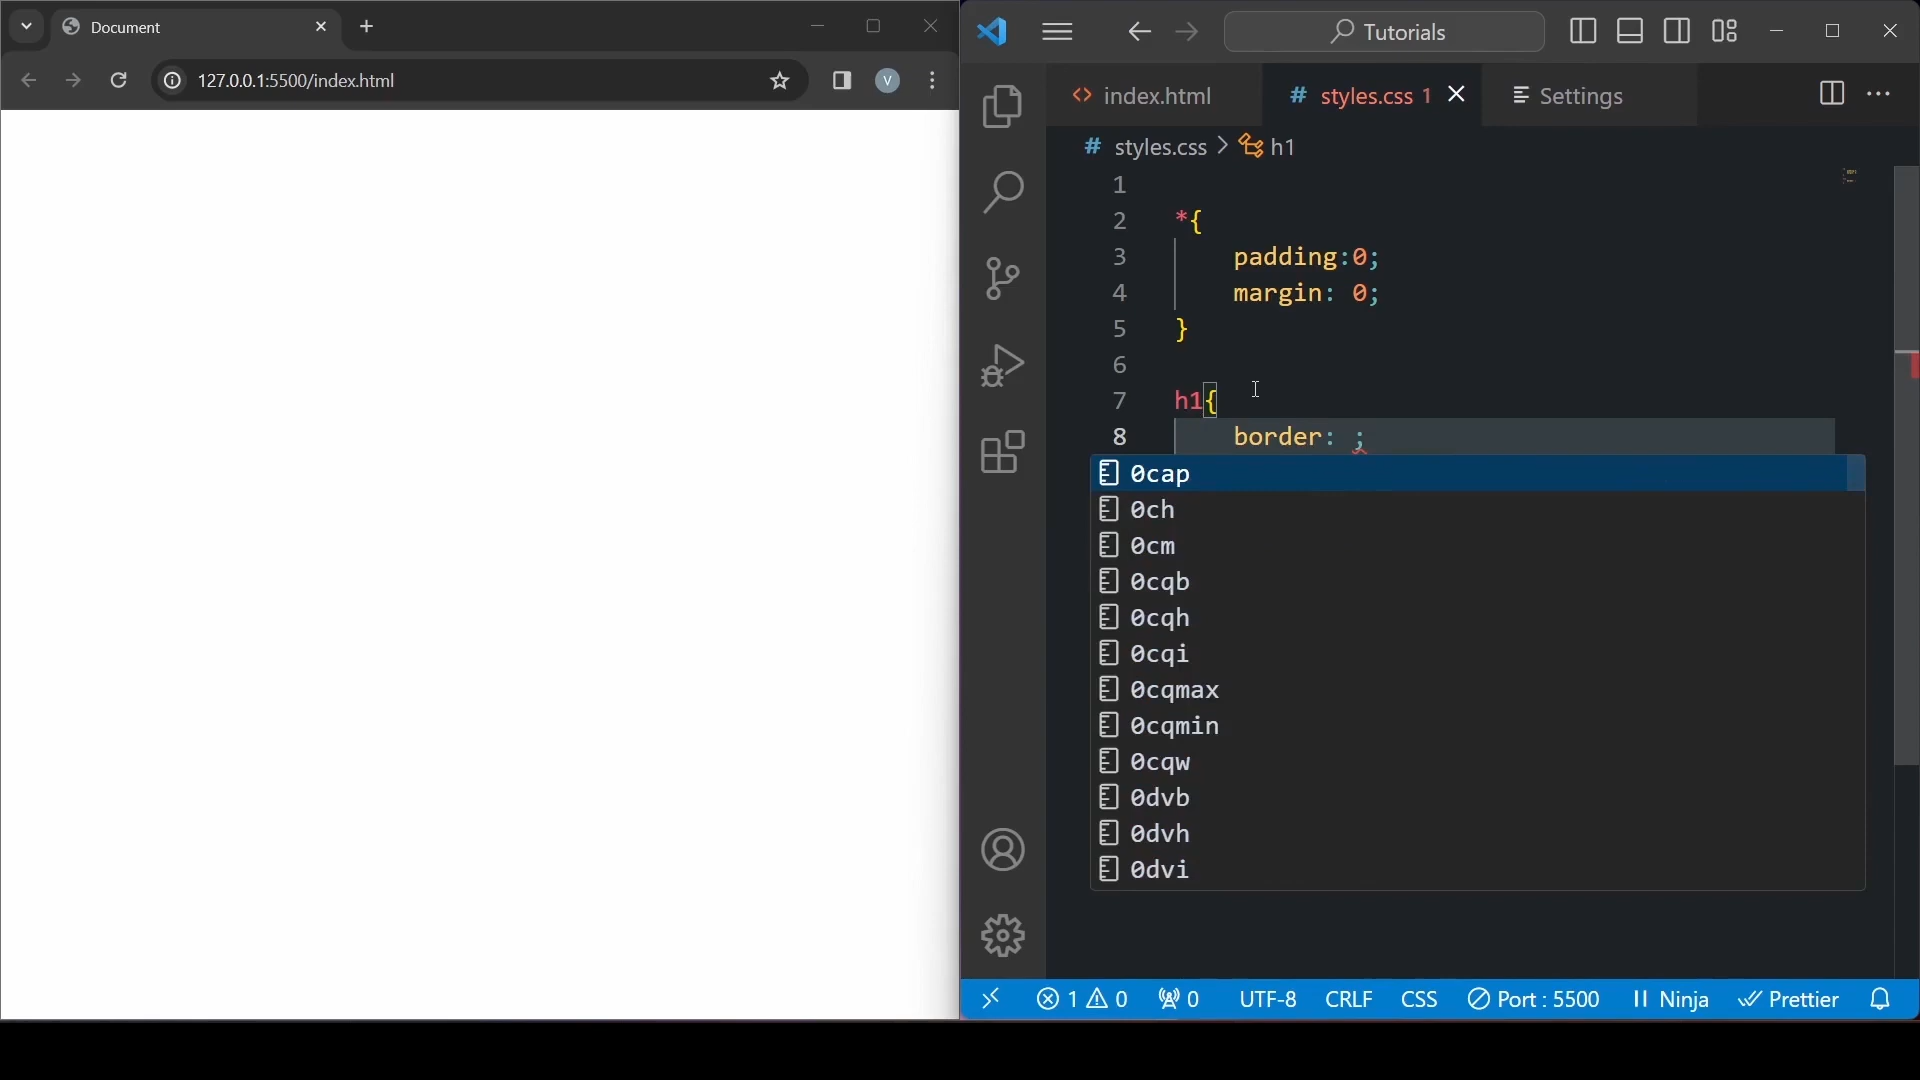 Document
127.0.0.1:5500/index.html
V
Tutorials
index.html
# styles.css 1
Settings
# styles.css > h1
1
2 *{
3 padding:0;
4 margin: 0;
5 }
6
7 h1{
8 border: ;
0cap
0ch
0cm
0cqb
0cqh
0cqi
0cqmax
0cqmin
0cqw
0dvb
0dvh
0dvi
1 0 0 UTF-8 CRLF CSS Port : 5500 Ninja Prettier